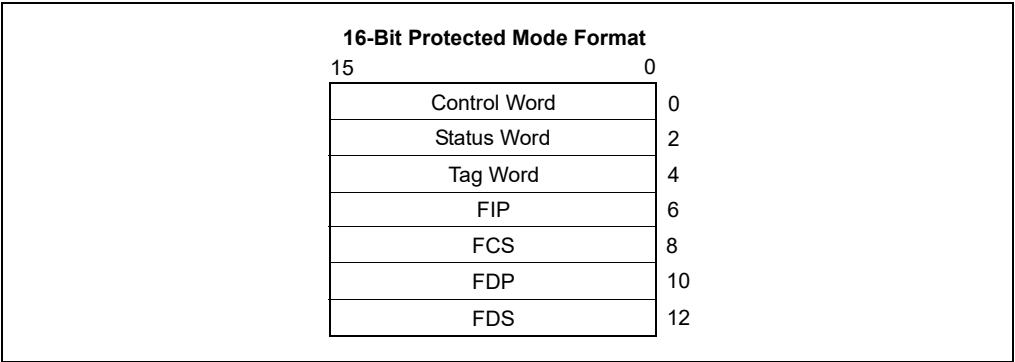 16-Bit Protected Mode Format
15 0
Control Word 0
Status Word 2
Tag Word 4
FIP 6
FCS 8
FDP 10
FDS 12